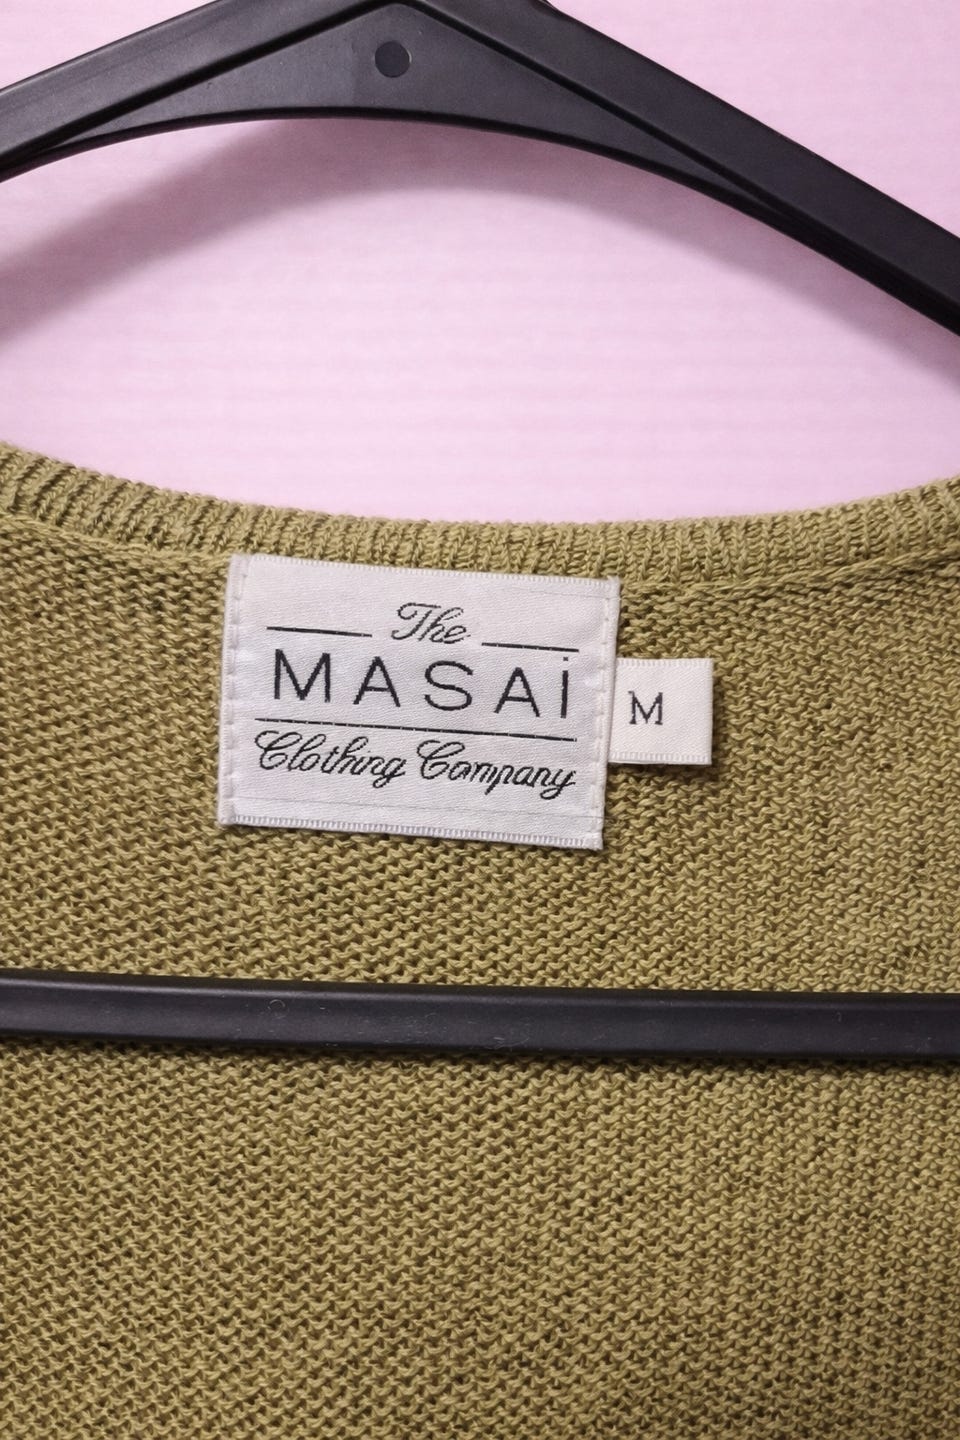 The
MASAi
Clothing Company
M